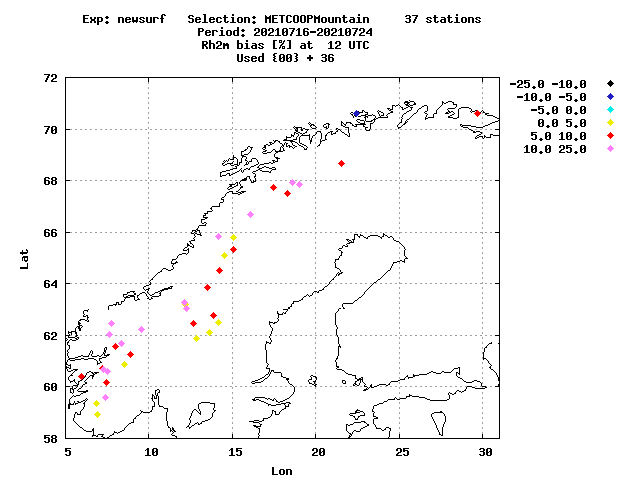 Exp: newsurf   Selection: METCOOPMountain     37 stations
Period: 20210716-20210724
Rh2m bias [%] at  12 UTC
Used {00} + 36
-25.0 -10.0
-10.0 -5.0
-5.0 0.0
0.0 5.0
5.0 10.0
10.0 25.0
72
70
68
66
64
62
60
58
Lat
5 10 15 20 25 30
Lon